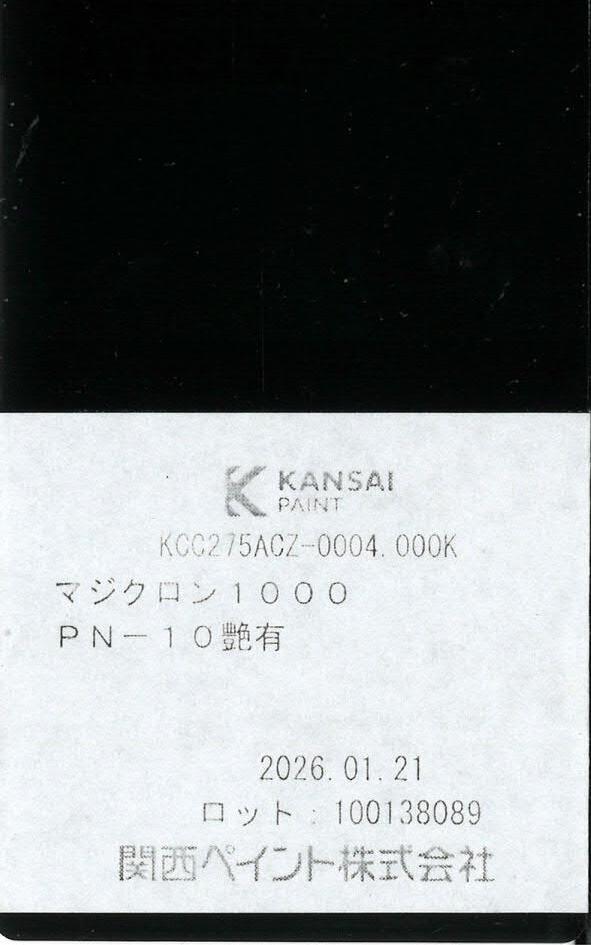 KANSAI
PAINT
KCC275ACZ-0004.000K
マジクロン１０００
ＰＮ－１０艶有
2026.01.21
ロット：100138089
関西ペイント株式会社